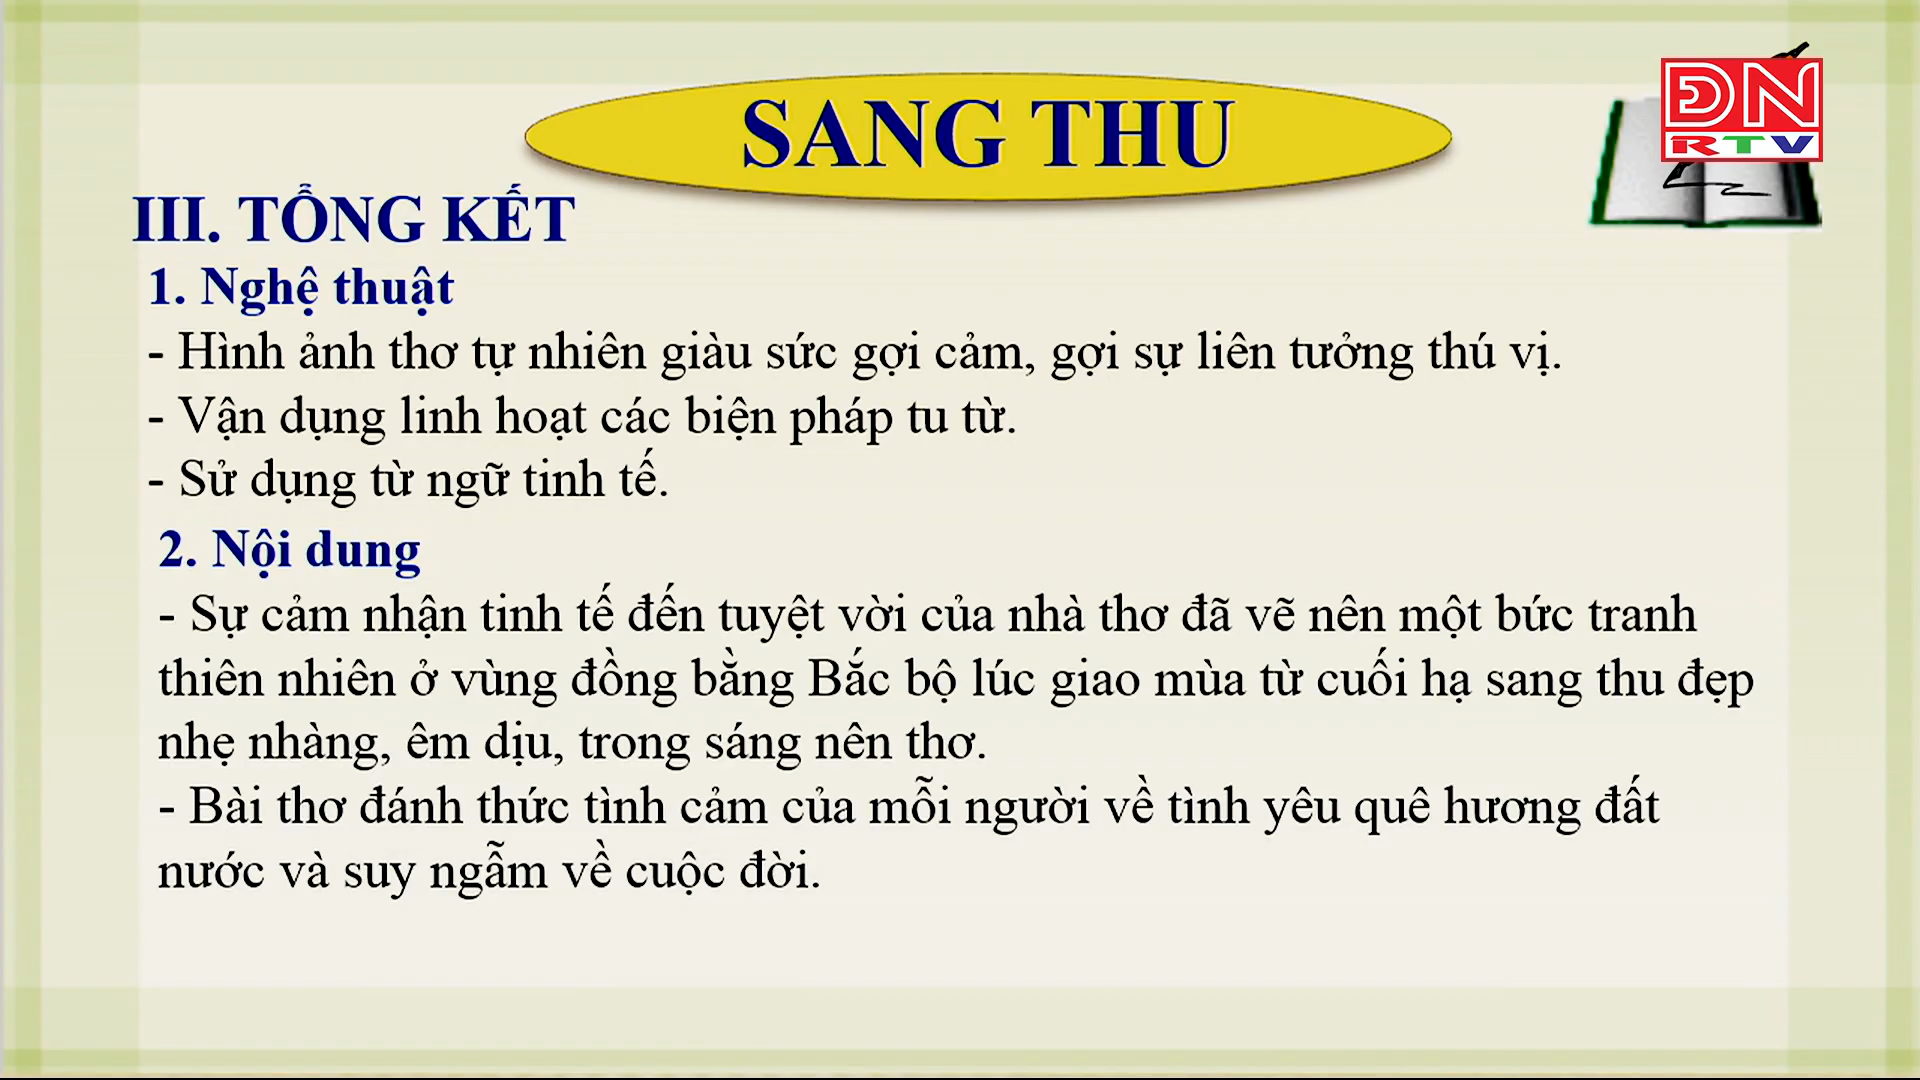 SANG THU
ĐN
RTV
III. TỔNG KẾT
1. Nghệ thuật
- Hình ảnh thơ tự nhiên giàu sức gợi cảm, gợi sự liên tưởng thú vị.
- Vận dụng linh hoạt các biện pháp tu từ.
- Sử dụng từ ngữ tinh tế.
2. Nội dung
- Sự cảm nhận tinh tế đến tuyệt vời của nhà thơ đã vẽ nên một bức tranh
thiên nhiên ở vùng đồng bằng Bắc bộ lúc giao mùa từ cuối hạ sang thu đẹp
nhẹ nhàng, êm dịu, trong sáng nên thơ.
- Bài thơ đánh thức tình cảm của mỗi người về tình yêu quê hương đất
nước và suy ngẫm về cuộc đời.